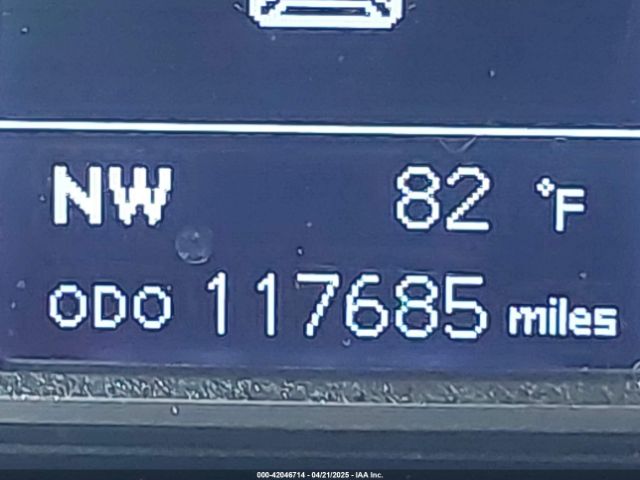 NW 82 °F
ODO 117685 miles
000-42046714 - 04/21/2025 - IAA Inc.